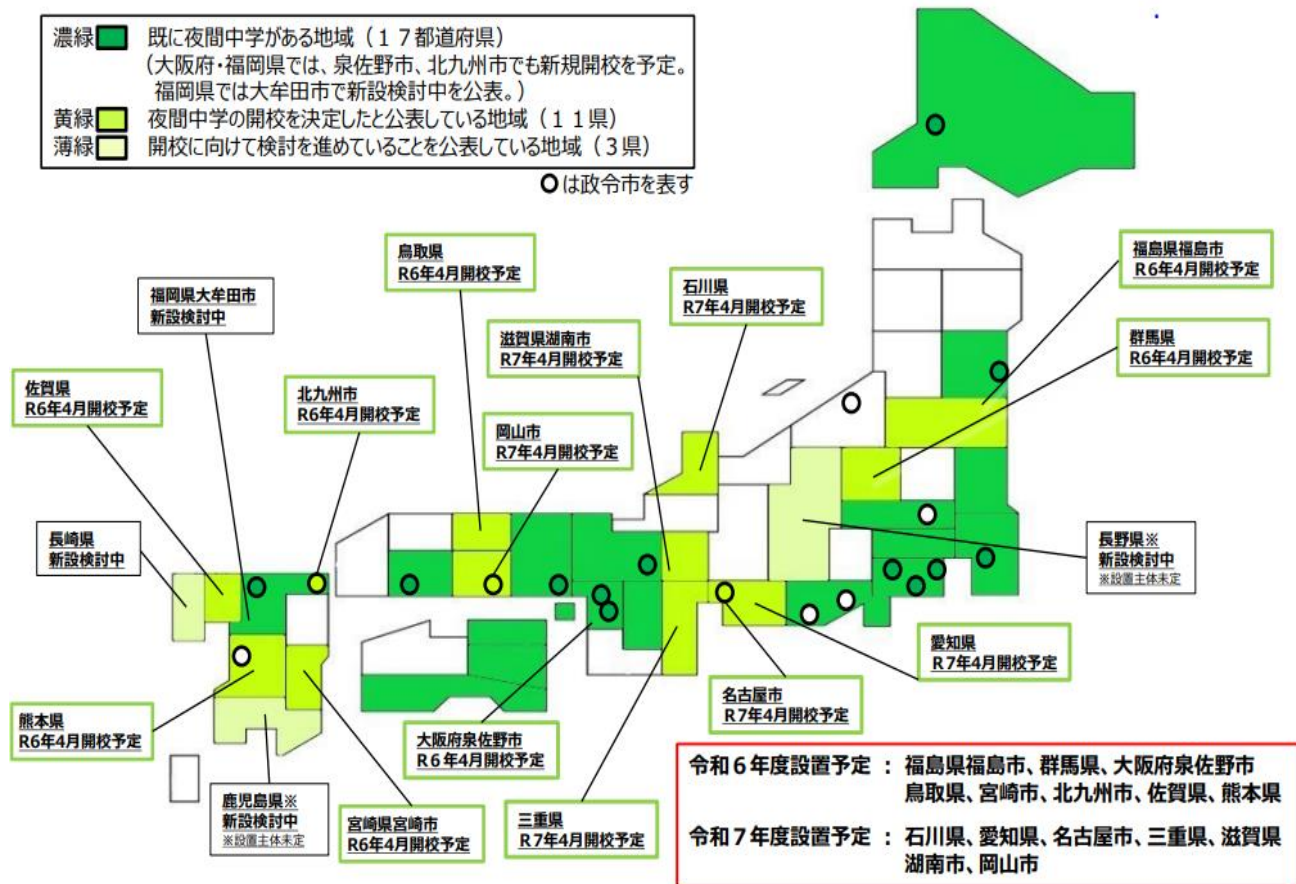 濃緑 既に夜間中学がある地域（１７都道府県）
（大阪府・福岡県では、泉佐野市、北九州市でも新規開校を予定。
福岡県では大牟田市で新設検討中を公表。）
黄緑 夜間中学の開校を決定したと公表している地域（１１県）
薄緑 開校に向けて検討を進めていることを公表している地域（３県）
は政令市を表す
鳥取県
R6年4月開校予定
福島県福島市
R6年4月開校予定
石川県
R7年4月開校予定
福岡県大牟田市
新設検討中
滋賀県湖南市
R7年4月開校予定
群馬県
R6年4月開校予定
佐賀県
R6年4月開校予定
北九州市
R6年4月開校予定
岡山市
R7年4月開校予定
長崎県
新設検討中
長野県※
新設検討中
※設置主体未定
愛知県
R7年4月開校予定
名古屋市
R7年4月開校予定
熊本県
R6年4月開校予定
大阪府泉佐野市
R６年4月開校予定
鹿児島県※
新設検討中
※設置主体未定
宮崎県宮崎市
R6年4月開校予定
三重県
R7年4月開校予定
令和６年度設置予定 ： 福島県福島市、群馬県、大阪府泉佐野市
鳥取県、宮崎市、北九州市、佐賀県、熊本県
令和７年度設置予定 ： 石川県、愛知県、名古屋市、三重県、滋賀県
湖南市、岡山市